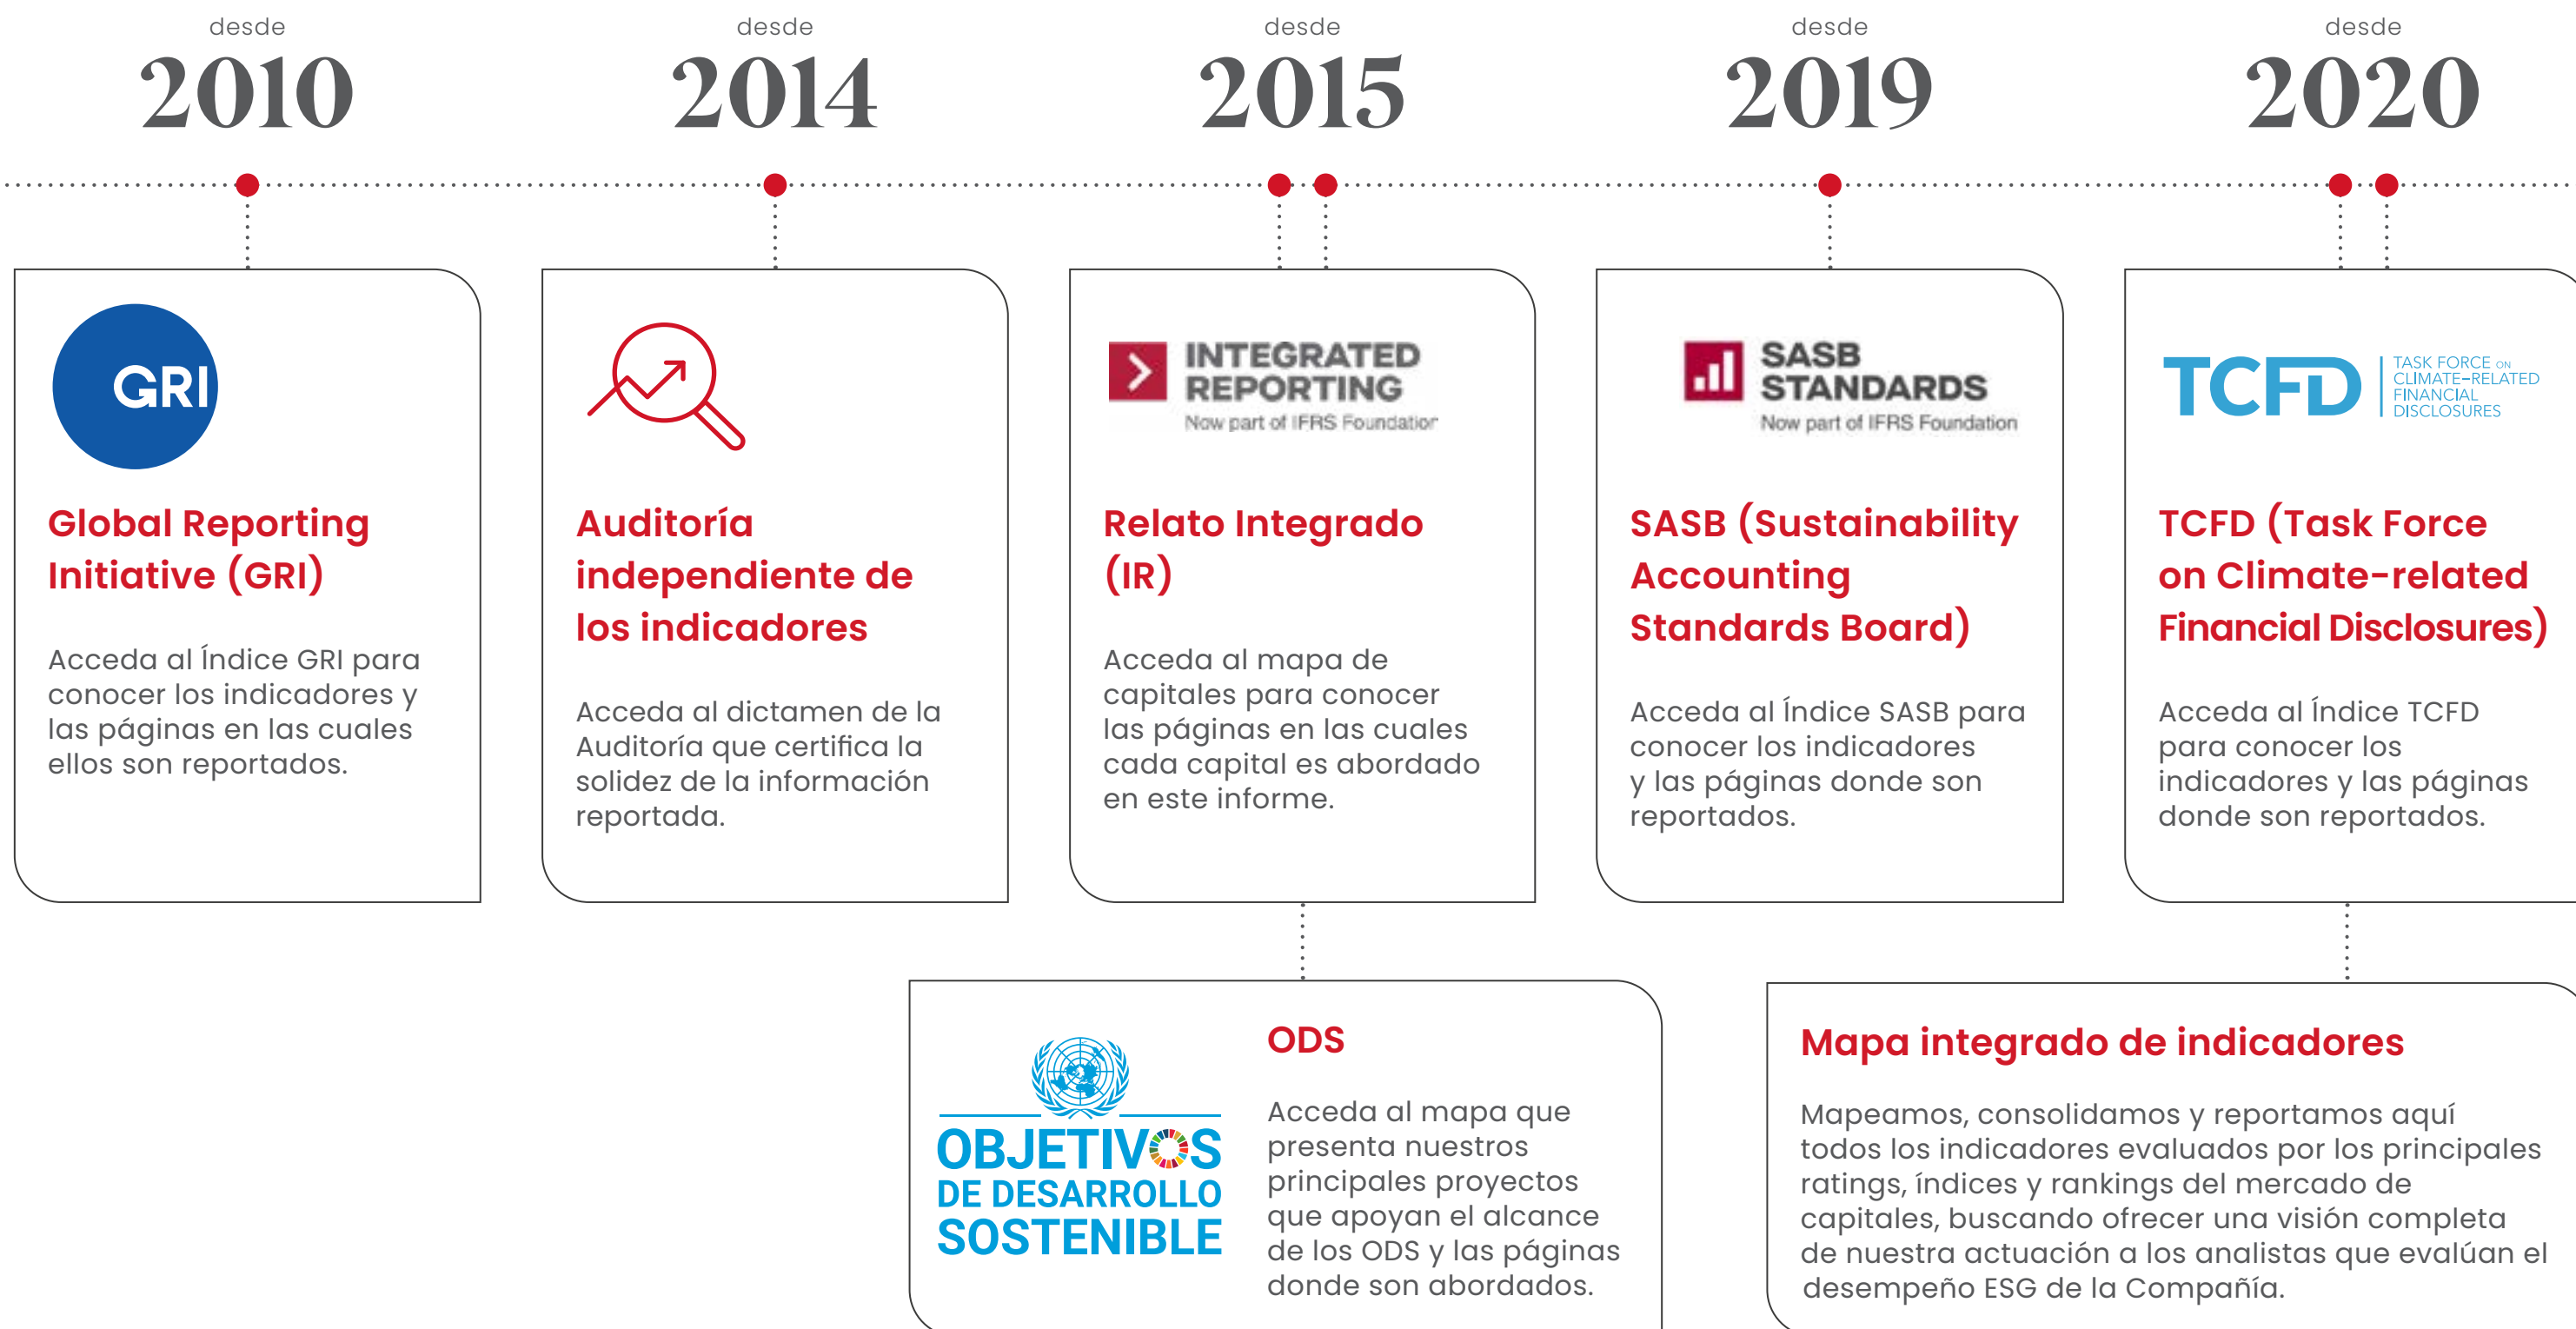 desde
2010
desde
2014
desde
2015
desde
2019
desde
2020
GRI
Global Reporting
Initiative (GRI)
Acceda al Índice GRI para
conocer los indicadores y
las páginas en las cuales
ellos son reportados.
Auditoría
independiente de
los indicadores
Acceda al dictamen de la
Auditoría que certifica la
solidez de la información
reportada.
INTEGRATED
REPORTING
Now part of IFRS Foundation
Relato Integrado
(IR)
Acceda al mapa de
capitales para conocer
las páginas en las cuales
cada capital es abordado
en este informe.
SASB
STANDARDS
Now part of IFRS Foundation
SASB (Sustainability
Accounting
Standards Board)
Acceda al Índice SASB para
conocer los indicadores
y las páginas donde son
reportados.
TCFD
TASK FORCE ON
CLIMATE-RELATED
FINANCIAL
DISCLOSURES
TCFD (Task Force
on Climate-related
Financial Disclosures)
Acceda al Índice TCFD
para conocer los
indicadores y las páginas
donde son reportados.
OBJETIVOS
DE DESARROLLO
SOSTENIBLE
ODS
Acceda al mapa que
presenta nuestros
principales proyectos
que apoyan el alcance
de los ODS y las páginas
donde son abordados.
Mapa integrado de indicadores
Mapeamos, consolidamos y reportamos aquí
todos los indicadores evaluados por los principales
ratings, índices y rankings del mercado de
capitales, buscando ofrecer una visión completa
de nuestra actuación a los analistas que evalúan el
desempeño ESG de la Compañía.